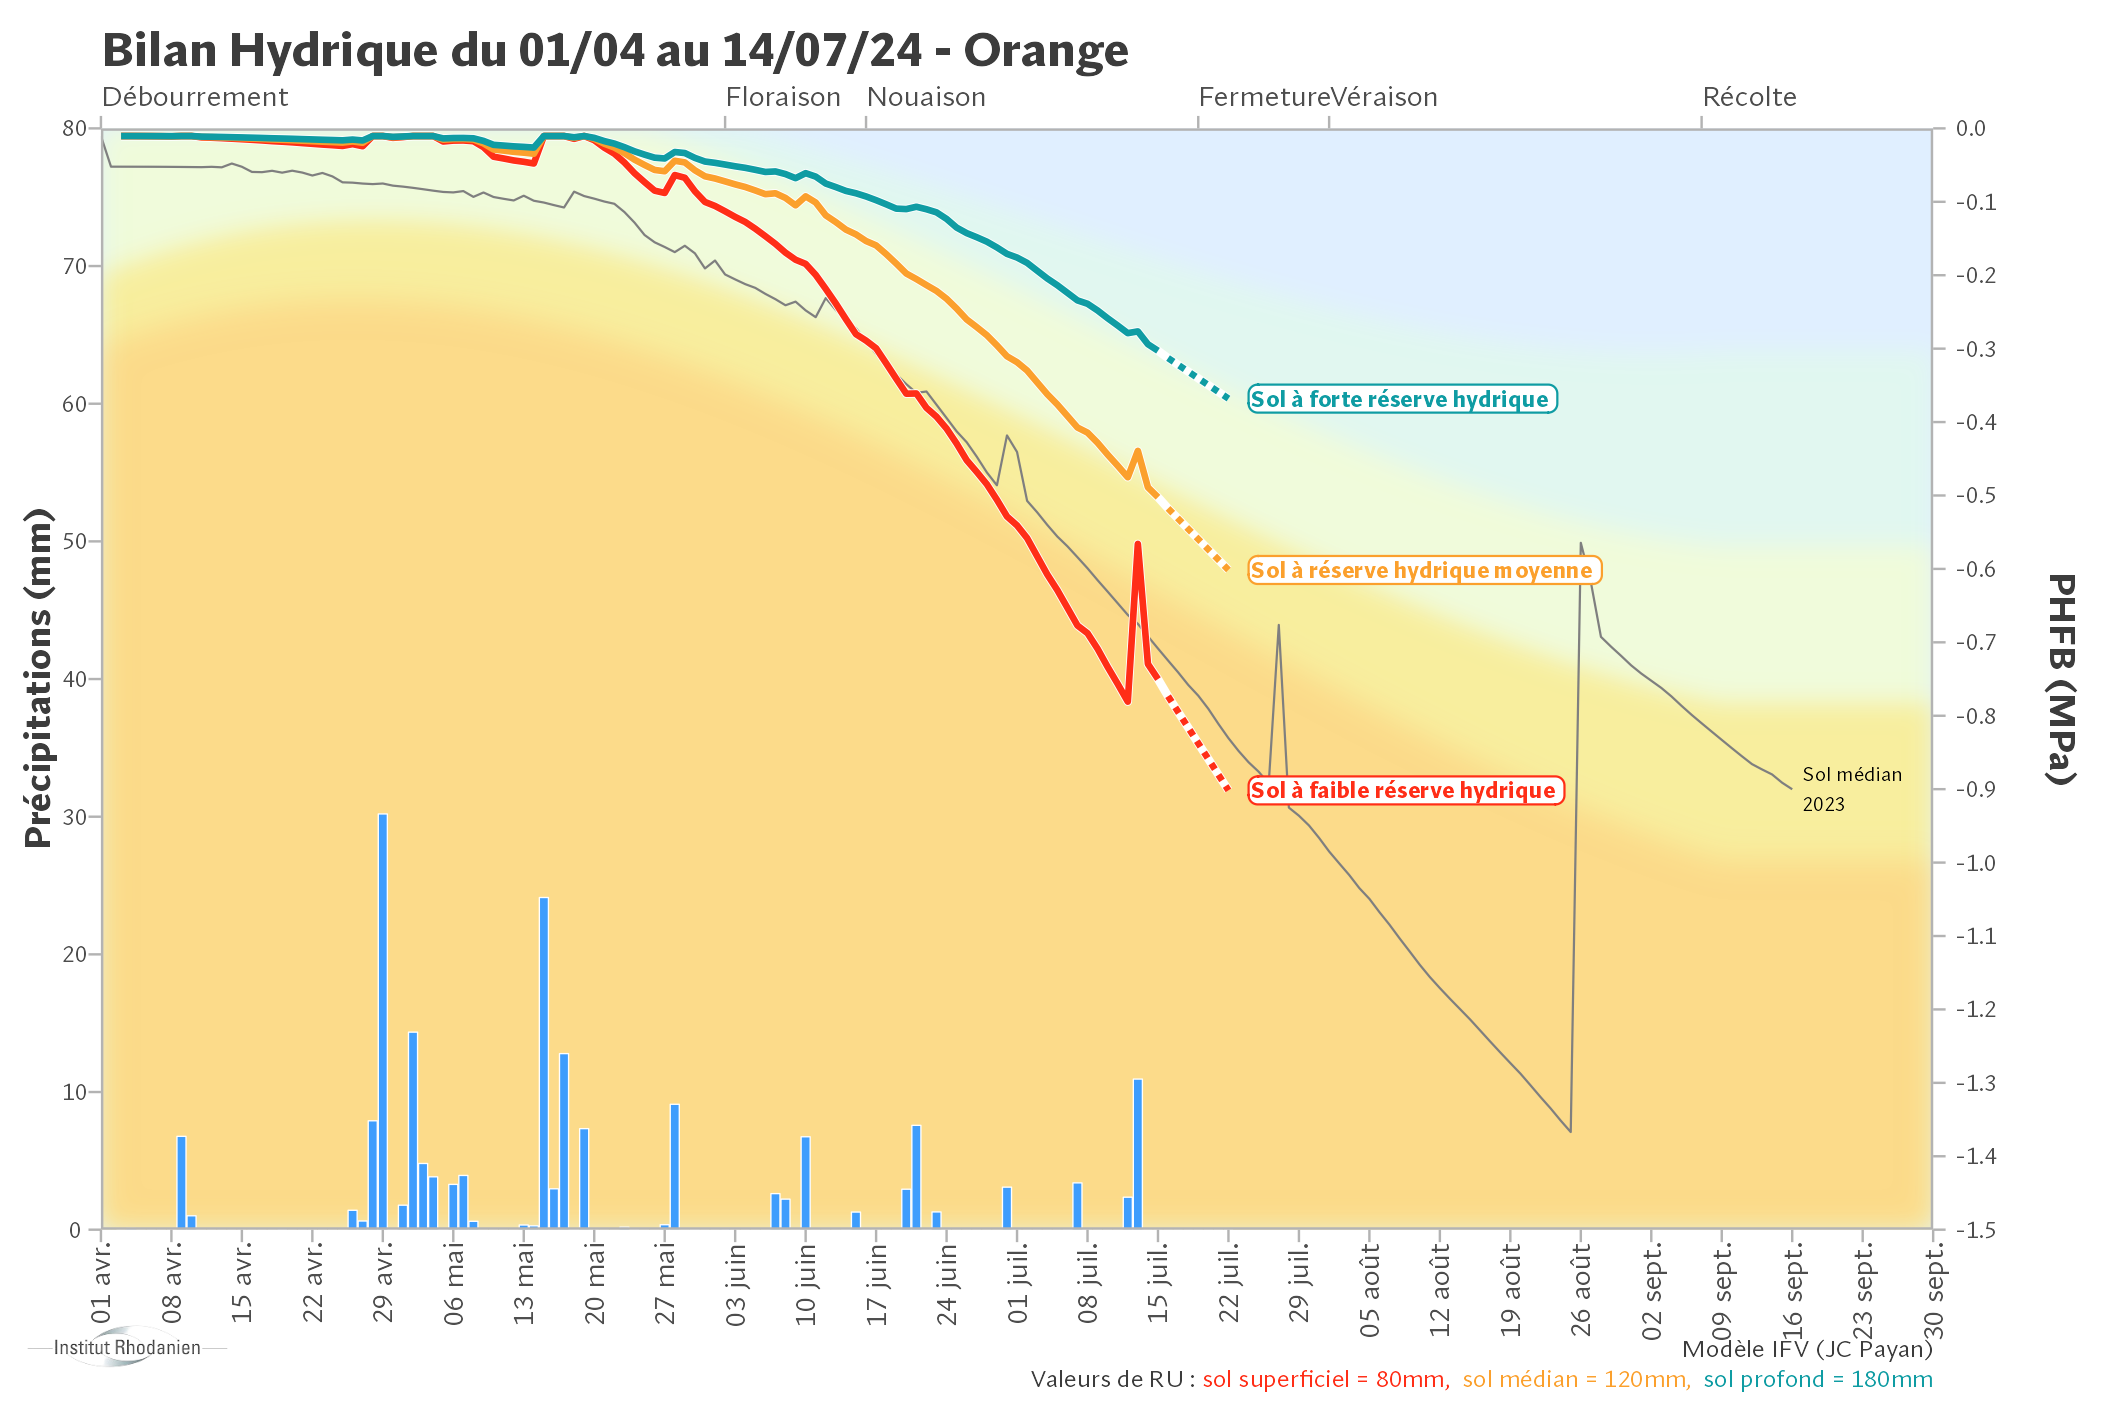 Bilan Hydrique du 01/04 au 14/07/24 - Orange
Débourrement Floraison Nouaison Fermeture Véraison Récolte
80 0.0
-0.1
70 -0.2
-0.3
60 -0.4
Sol à forte réserve hydrique
-0.5
50
-0.6
Sol à réserve hydrique moyenne
-0.7
40
-0.8
Sol médian
2023
Sol à faible réserve hydrique
-0.9
30
-1.0
-1.1
20
-1.2
-1.3
10
-1.4
0 -1.5
Précipitations (mm)
PHFB (MPa)
01 avr. 08 avr. 15 avr. 22 avr. 29 avr. 06 mai 13 mai 20 mai 27 mai 03 juin 10 juin 17 juin 24 juin 01 juil. 08 juil. 15 juil. 22 juil. 29 juil. 05 août 12 août 19 août 26 août 02 sept. 09 sept. 16 sept. 23 sept. 30 sept.
Institut Rhodanien
Modèle IFV (JC Payan)
Valeurs de RU : sol superficiel = 80mm, sol médian = 120mm, sol profond = 180mm